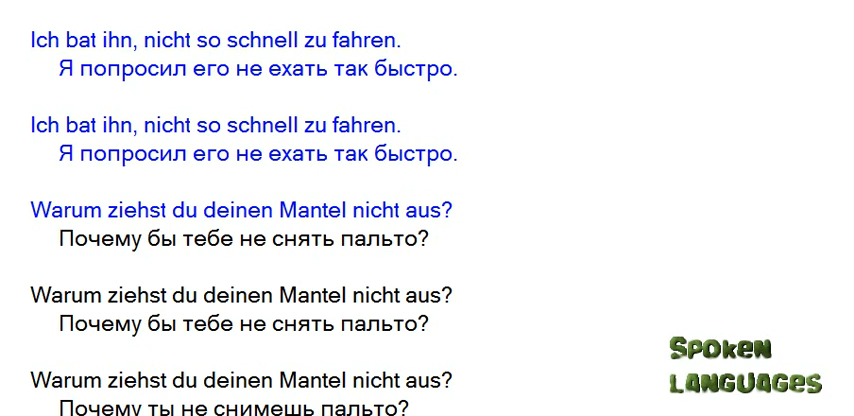 Ich bat ihn, nicht so schnell zu fahren.
Я попросил его не ехать так быстро.
Ich bat ihn, nicht so schnell zu fahren.
Я попросил его не ехать так быстро.
Warum ziehst du deinen Mantel nicht aus?
Почему бы тебе не снять пальто?
Warum ziehst du deinen Mantel nicht aus?
Почему бы тебе не снять пальто?
Warum ziehst du deinen Mantel nicht aus?
Почему ты не снимешь пальто?
Spoken
Languages